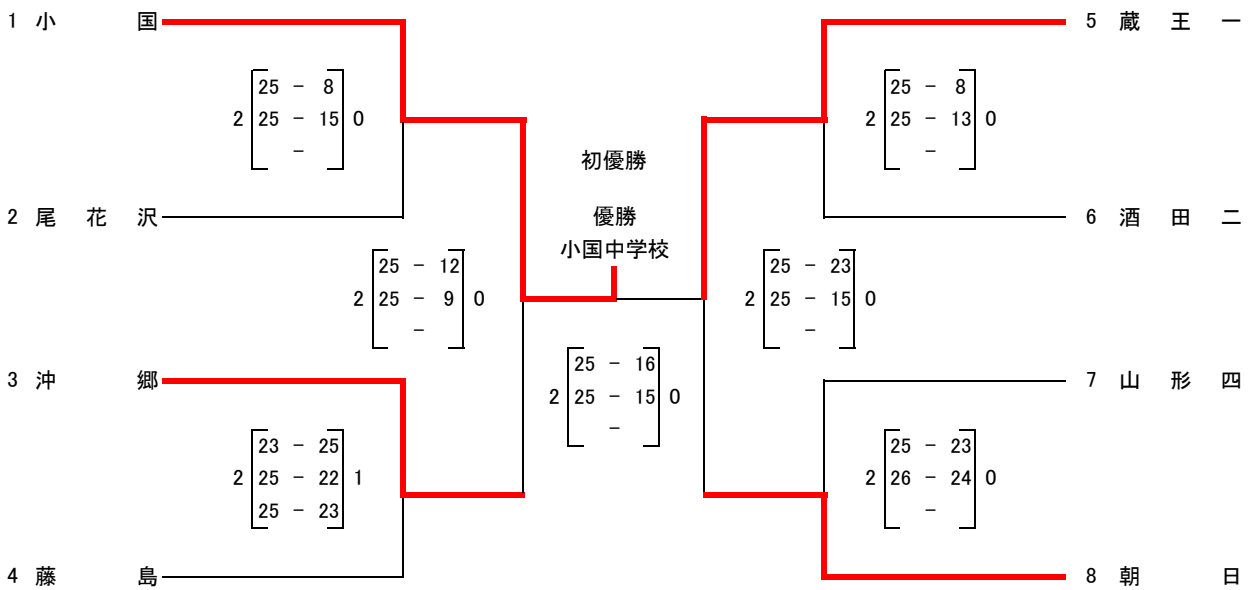 1 小 国
5 蔵 王 一
25 - 8
2 25 - 15 0
-
25 - 8
2 25 - 13 0
-
初優勝
2 尾 花 沢
優勝
6 酒 田 二
小国中学校
25 - 12
2 25 - 9 0
-
25 - 23
2 25 - 15 0
-
3 沖 郷
25 - 16
2 25 - 15 0
-
7 山 形 四
23 - 25
2 25 - 22 1
25 - 23
25 - 23
2 26 - 24 0
-
4 藤 島
8 朝 日